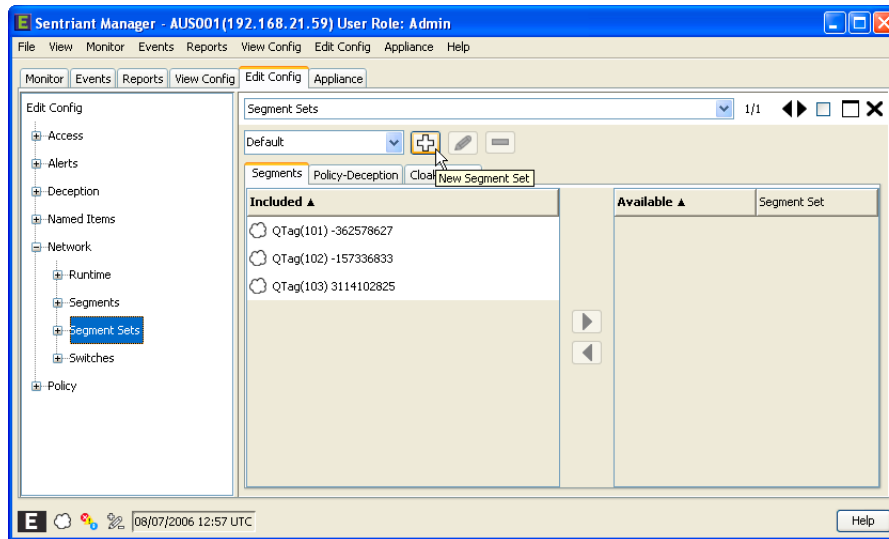 E Sentriant Manager - AUS001(192.168.21.59) User Role: Admin
File View Monitor Events Reports View Config Edit Config Appliance Help
Monitor Events Reports View Config Edit Config Appliance
Edit Config
Access
Alerts
Deception
Named Items
Network
Runtime
Segments
Segment Sets
Switches
Policy
Segment Sets 1/1
Default
New Segment Set
Segments Policy-Deception
Included Available Segment Set
QTag(101) -362578627
QTag(102) -157336833
QTag(103) 3114102825
E 08/07/2006 12:57 UTC Help